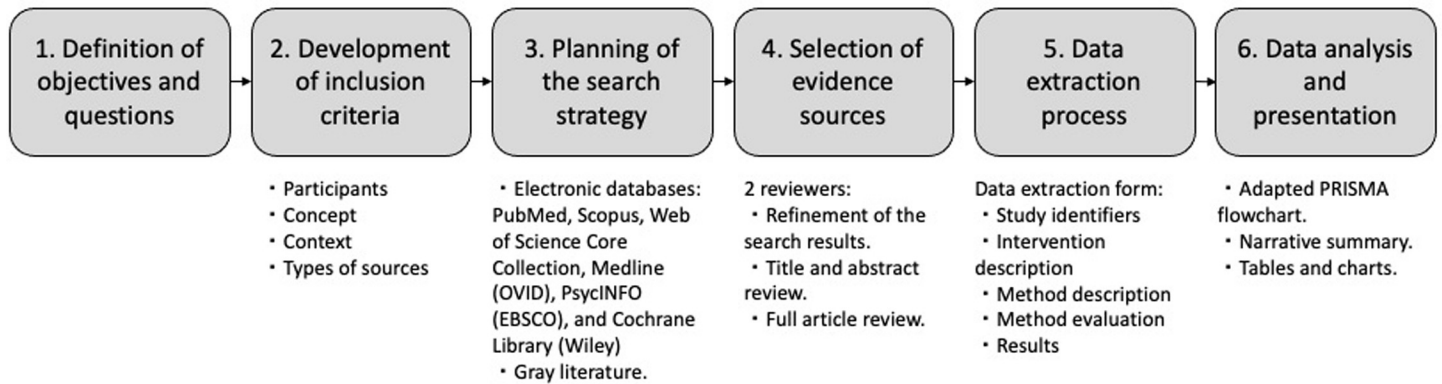 1. Definition of
objectives and
questions
2. Development
of inclusion
criteria
3. Planning of
the search
strategy
4. Selection of
evidence
sources
5. Data
extraction
process
6. Data analysis
and
presentation
・Participants
・Concept
・Context
・Types of sources
・Electronic databases:
PubMed, Scopus, Web
of Science Core
Collection, Medline
(OVID), PsycINFO
(EBSCO), and Cochrane
Library (Wiley)
・Gray literature.
2 reviewers:
・Refinement of the
search results.
・Title and abstract
review.
・Full article review.
Data extraction form:
・Study identifiers
・Intervention
description
・Method description
・Method evaluation
・Results
・Adapted PRISMA
flowchart.
・Narrative summary.
・Tables and charts.